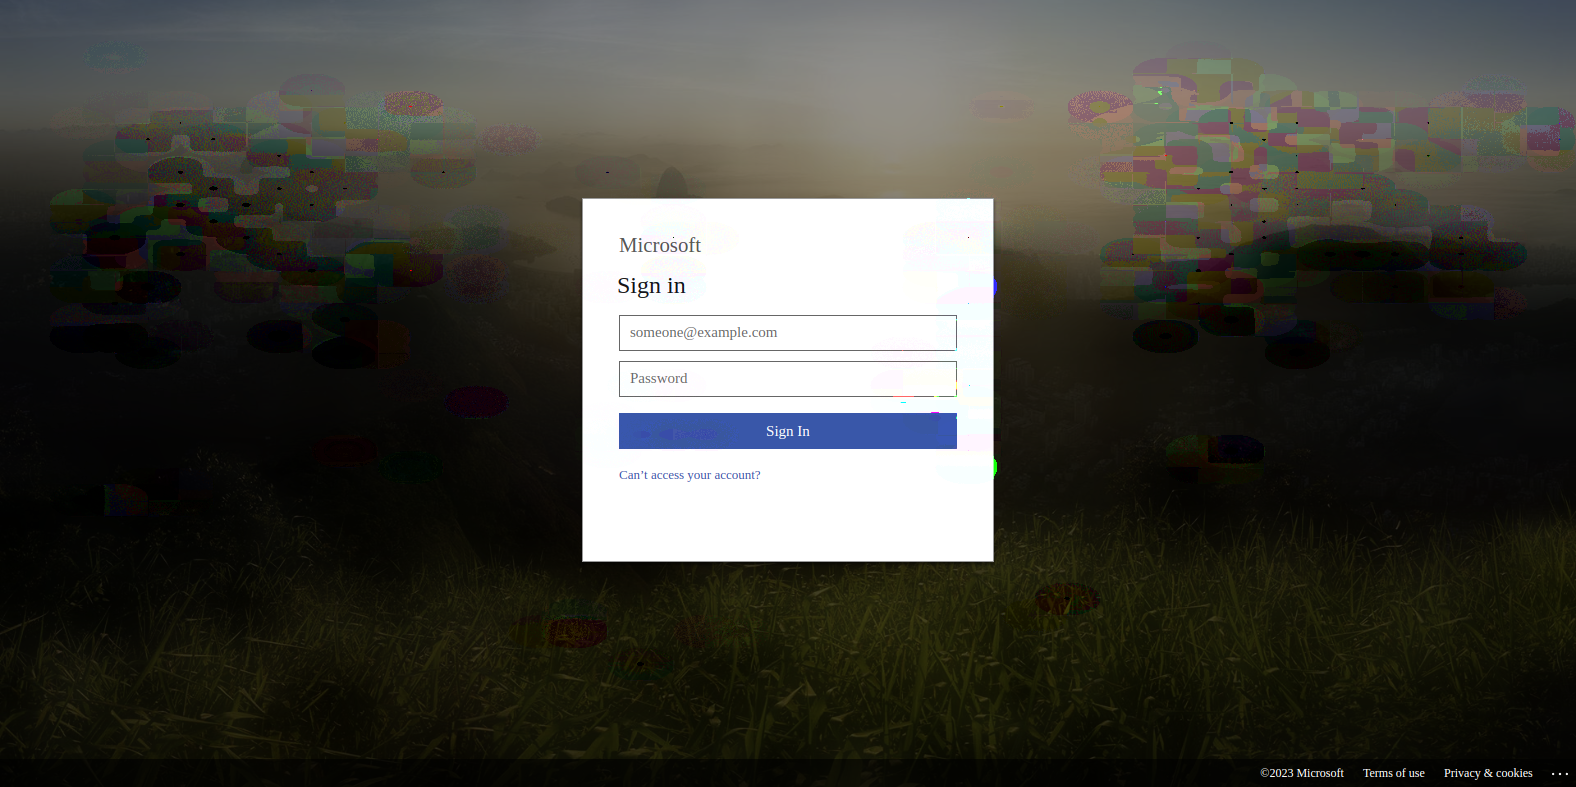 Microsoft
Sign in
someone@example.com
Password
Sign In
Can’t access your account?
©2023 Microsoft Terms of use Privacy & cookies ...